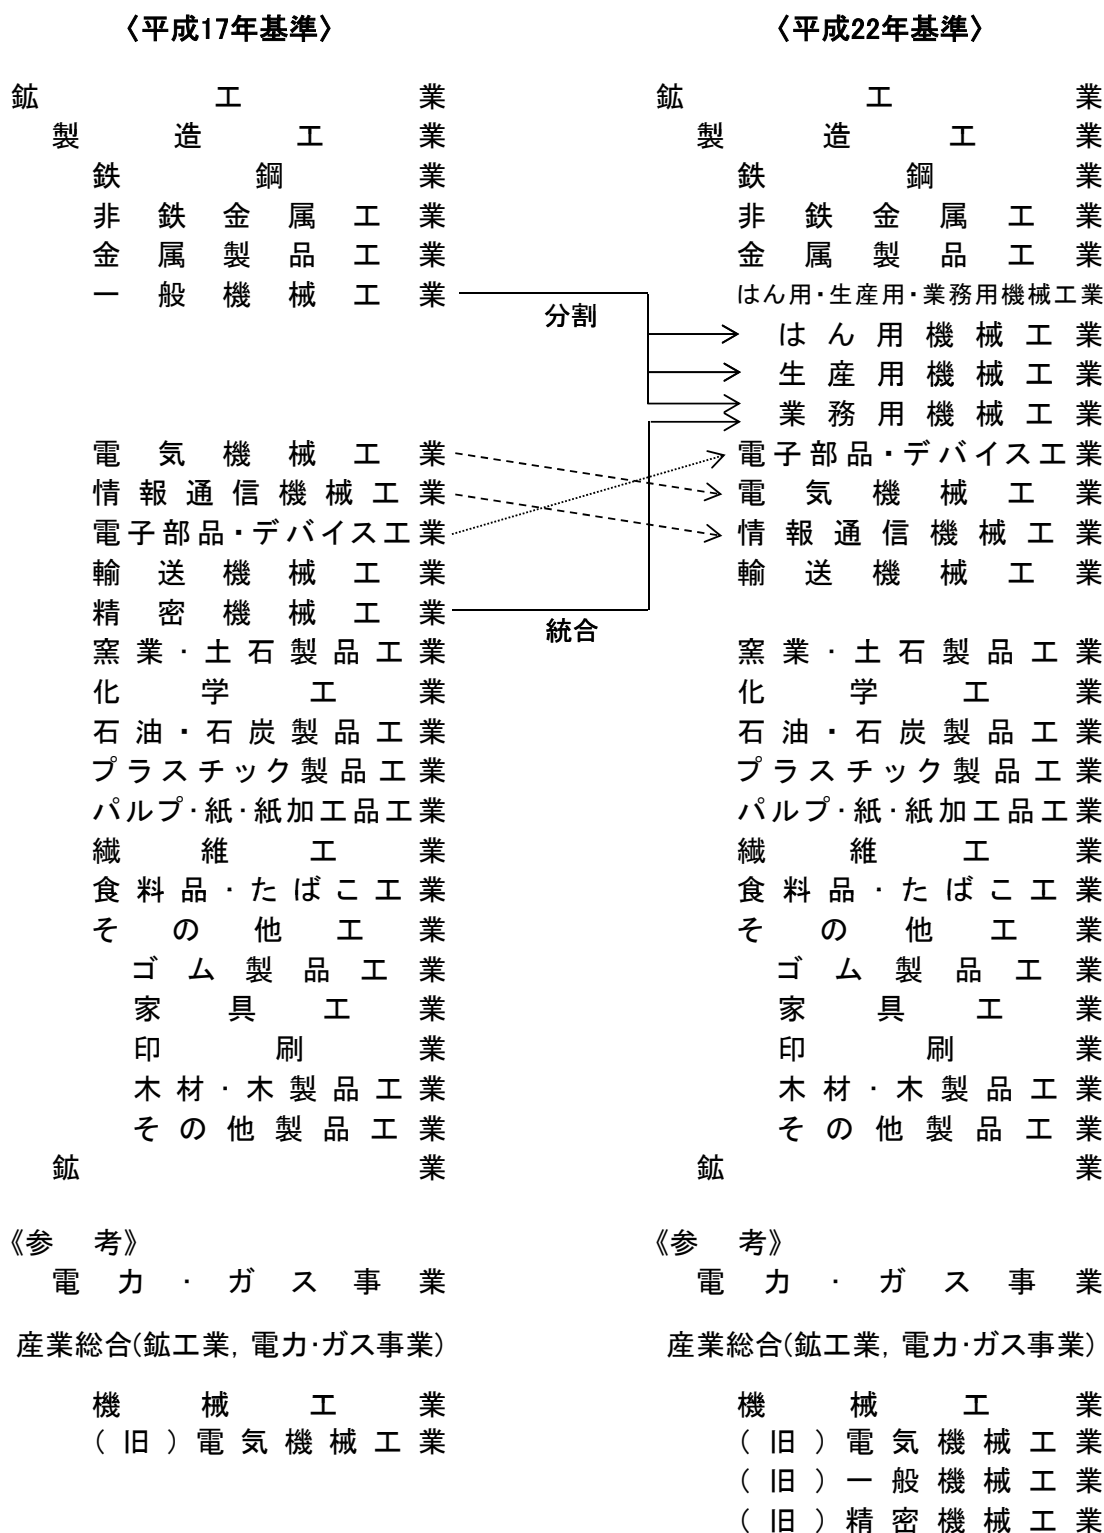 〈平成17年基準〉
鉱工業
製造工業
鉄鋼業
非鉄金属工業
金属製品工業
一般機械工業
電気機械工業
情報通信機械工業
電子部品・デバイス工業
輸送機械工業
精密機械工業
窯業・土石製品工業
化学工業
石油・石炭製品工業
プラスチック製品工業
パルプ・紙・紙加工品工業
繊維工業
食料品・たばこ工業
その他工業
ゴム製品工業
家具工業
印刷業
木材・木製品工業
その他製品工業
鉱業
《参考》
電力・ガス事業
産業総合(鉱工業, 電力・ガス事業)
機械工業
(旧)電気機械工業
分割
統合
〈平成22年基準〉
鉱工業
製造工業
鉄鋼業
非鉄金属工業
金属製品工業
はん用・生産用・業務用機械工業
はん用機械工業
生産用機械工業
業務用機械工業
電子部品・デバイス工業
電気機械工業
情報通信機械工業
輸送機械工業
窯業・土石製品工業
化学工業
石油・石炭製品工業
プラスチック製品工業
パルプ・紙・紙加工品工業
繊維工業
食料品・たばこ工業
その他工業
ゴム製品工業
家具工業
印刷業
木材・木製品工業
その他製品工業
鉱業
《参考》
電力・ガス事業
産業総合(鉱工業, 電力・ガス事業)
機械工業
(旧)電気機械工業
(旧)一般機械工業
(旧)精密機械工業